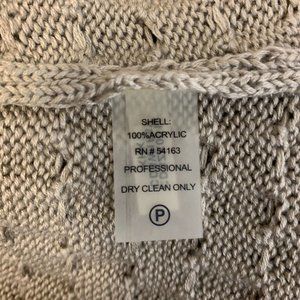 SHELL:
100%ACRYLIC
RN # 54163
PROFESSIONAL
DRY CLEAN ONLY
P